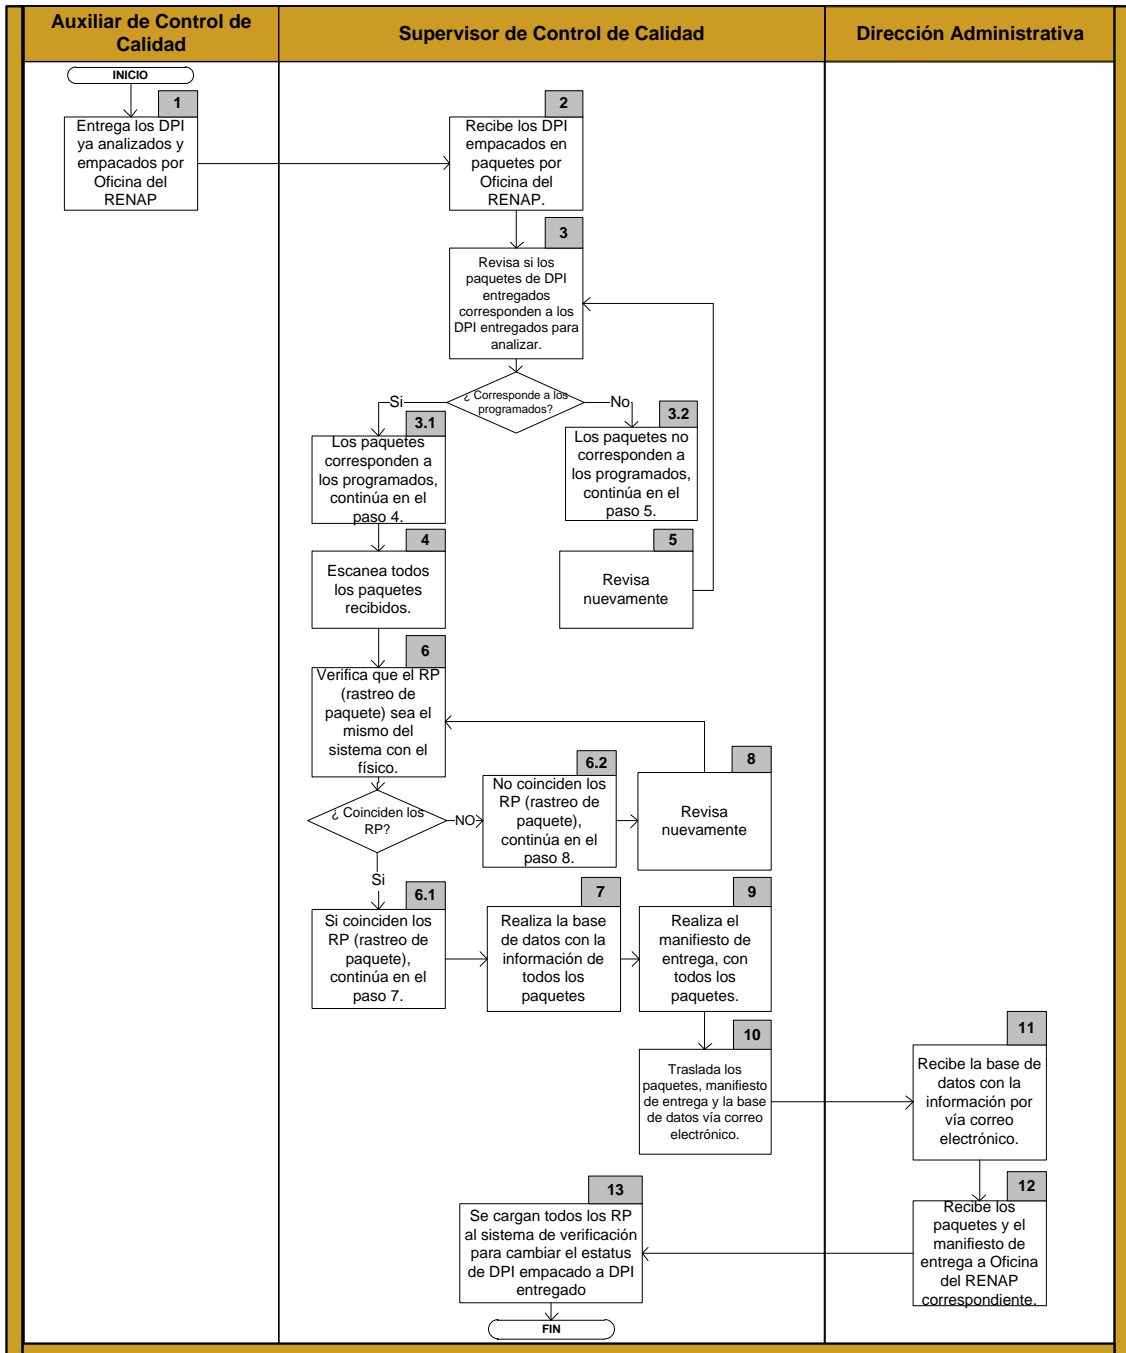 Auxiliar de Control de
Calidad
Supervisor de Control de Calidad
Dirección Administrativa
INICIO
1
Entrega los DPI
ya analizados y
empacados por
Oficina del
RENAP
2
Recibe los DPI
empacados en
paquetes por
Oficina del
RENAP.
3
Revisa si los
paquetes de DPI
entregados
corresponden a los
DPI entregados para
analizar.
¿ Corresponde a los
programados?
Si
No
3.1
Los paquetes
corresponden a
los programados,
continúa en el
paso 4.
3.2
Los paquetes no
corresponden a
los programados,
continúa en el
paso 5.
4
Escanea todos
los paquetes
recibidos.
5
Revisa
nuevamente
6
Verifica que el RP
(rastreo de
paquete) sea el
mismo del
sistema con el
físico.
¿ Coinciden los
RP?
NO
Si
6.2
No coinciden los
RP (rastreo de
paquete),
continúa en el
paso 8.
8
Revisa
nuevamente
6.1
Si coinciden los
RP (rastreo de
paquete),
continúa en el
paso 7.
7
Realiza la base
de datos con la
información de
todos los
paquetes
9
Realiza el
manifiesto de
entrega, con
todos los
paquetes.
10
Traslada los
paquetes, manifiesto
de entrega y la base
de datos vía correo
electrónico.
11
Recibe la base de
datos con la
información por
vía correo
electrónico.
12
Recibe los
paquetes y el
manifiesto de
entrega a Oficina
del RENAP
correspondiente.
13
Se cargan todos los RP
al sistema de verificación
para cambiar el estatus
de DPI empacado a DPI
entregado
FIN